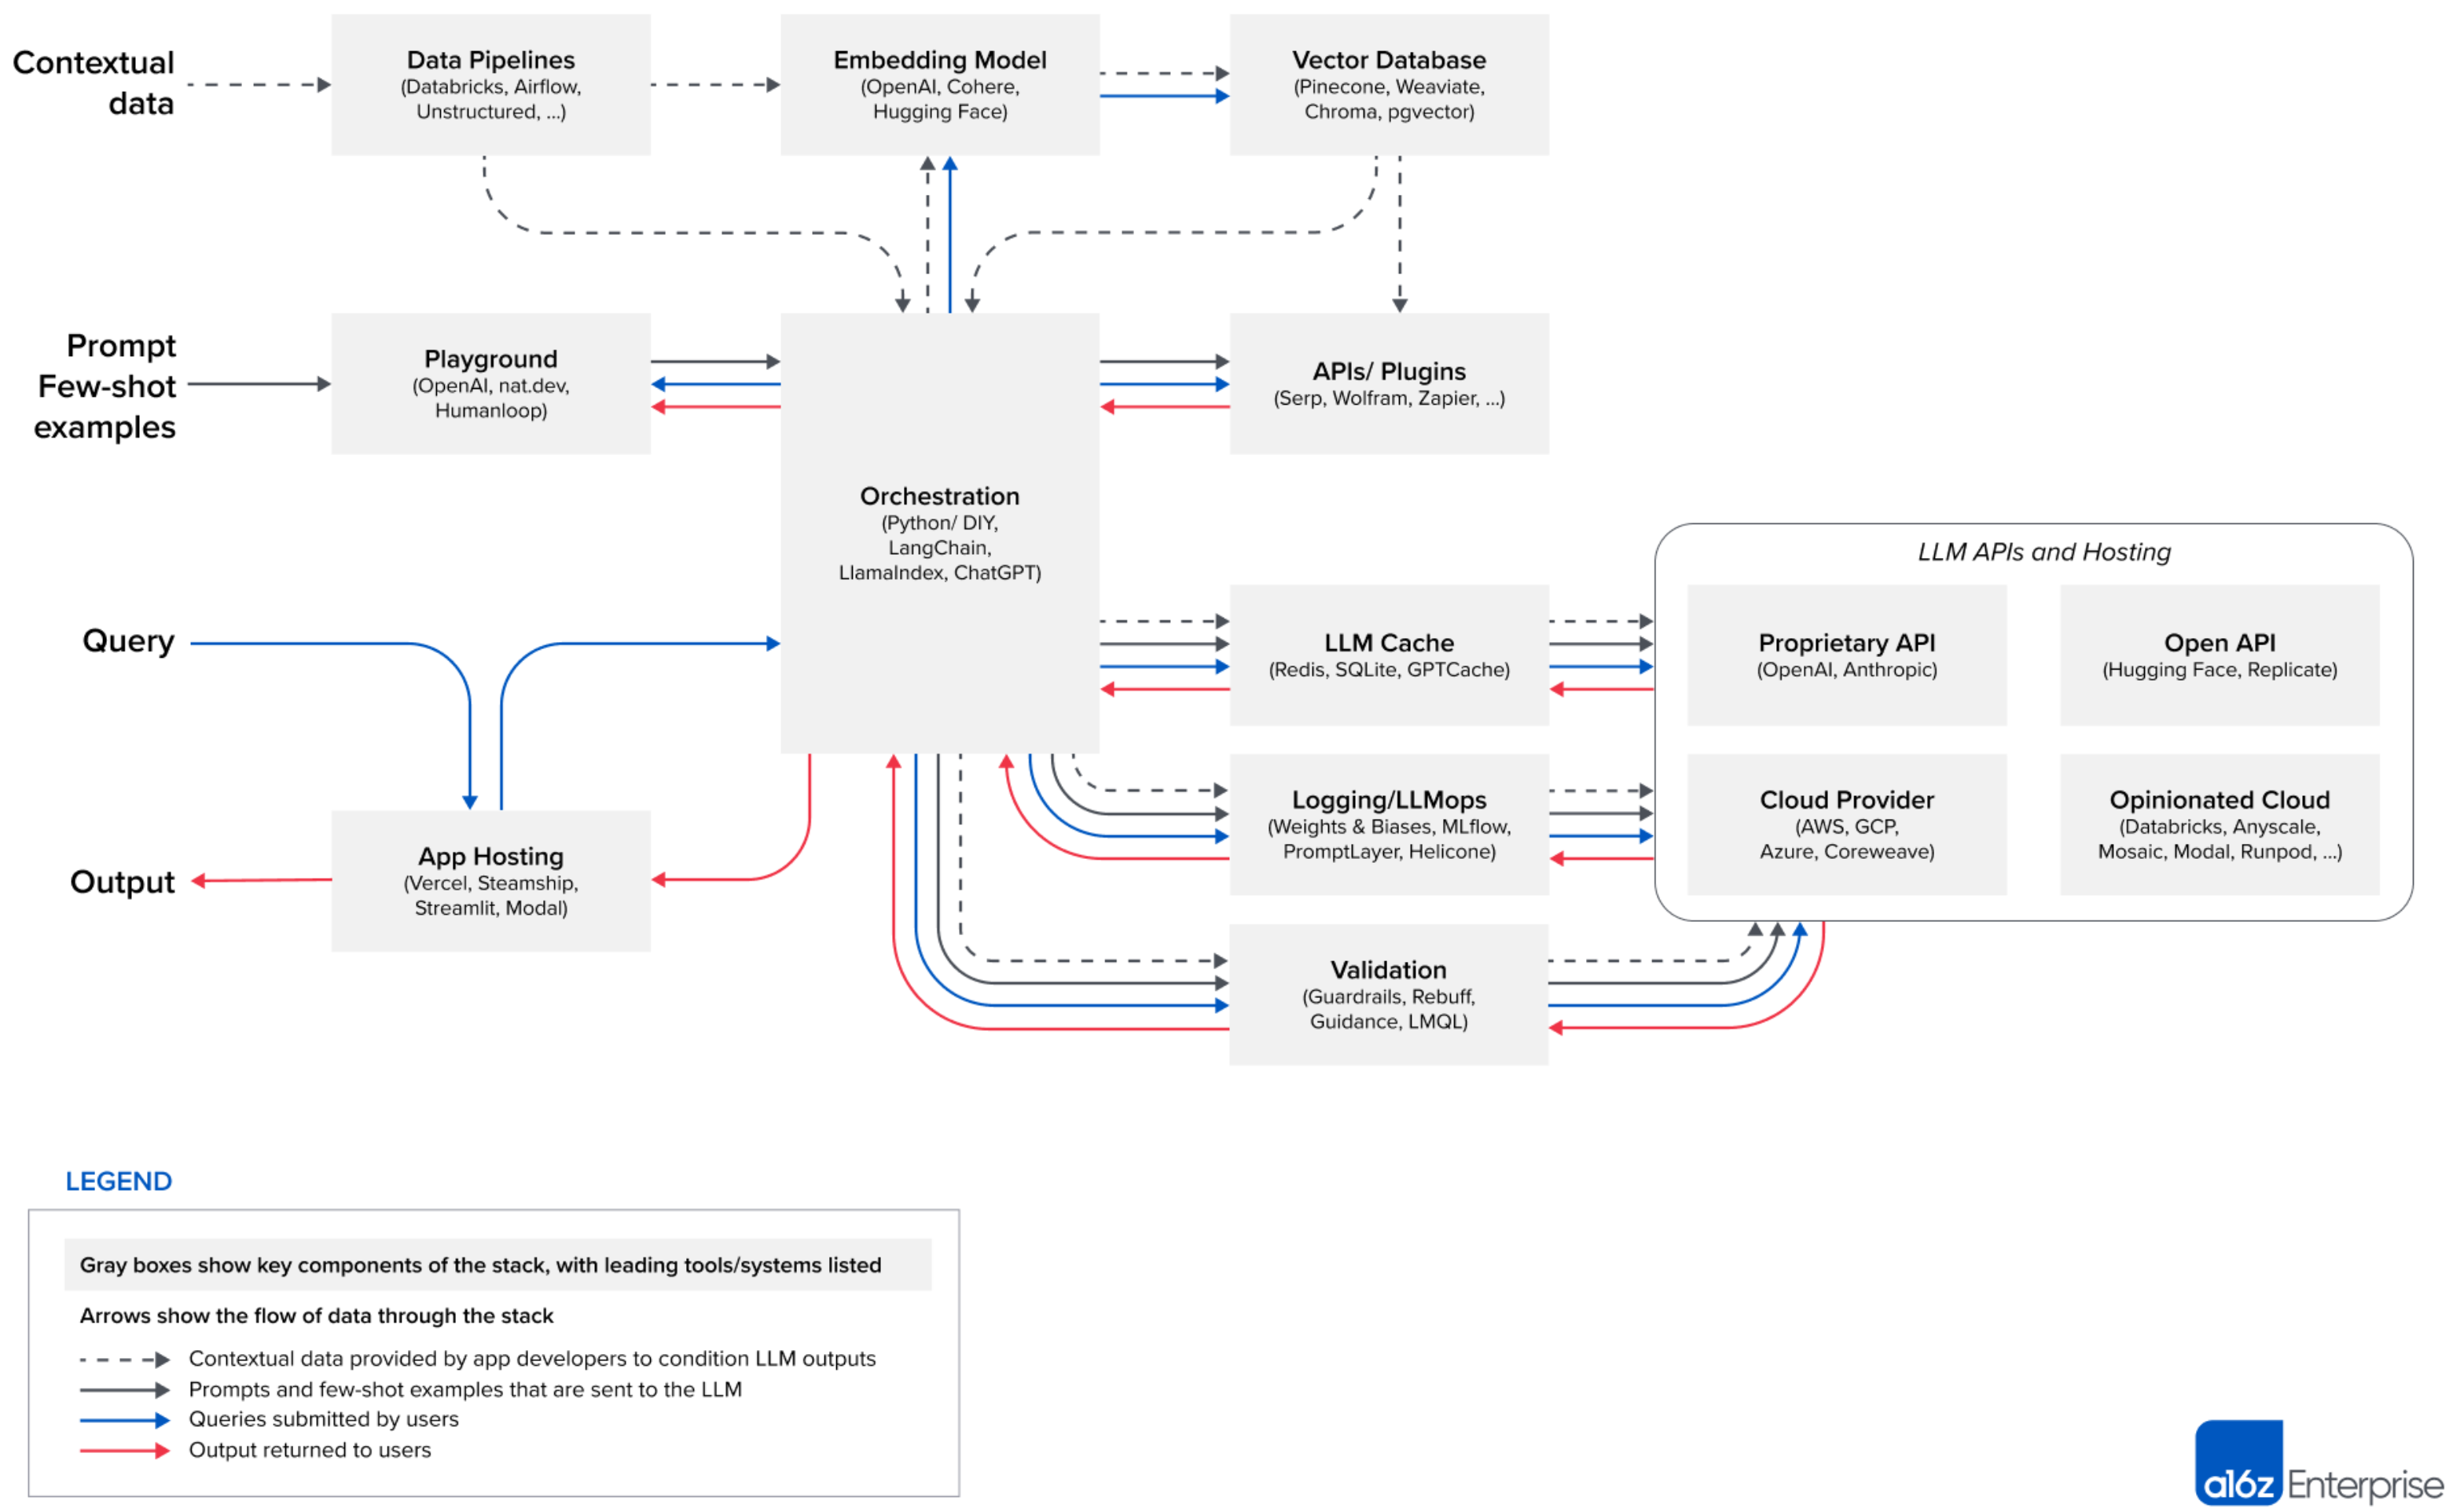 Contextual
data
Data Pipelines
(Databricks, Airflow,
Unstructured, ...)
Embedding Model
(OpenAI, Cohere,
Hugging Face)
Vector Database
(Pinecone, Weaviate,
Chroma, pgvector)
Prompt
Few-shot
examples
Playground
(OpenAI, nat.dev,
Humanloop)
Orchestration
(Python/ DIY,
LangChain,
LlamaIndex, ChatGPT)
APIs/ Plugins
(Serp, Wolfram, Zapier, ...)
Query
Output
App Hosting
(Vercel, Steamship,
Streamlit, Modal)
LLM Cache
(Redis, SQLite, GPTCache)
Logging/LLMops
(Weights & Biases, MLflow,
PromptLayer, Helicone)
Validation
(Guardrails, Rebuff,
Guidance, LMQL)
LLM APIs and Hosting
Proprietary API
(OpenAI, Anthropic)
Open API
(Hugging Face, Replicate)
Cloud Provider
(AWS, GCP,
Azure, Coreweave)
Opinionated Cloud
(Databricks, Anyscale,
Mosaic, Modal, Runpod, ...)
LEGEND
Gray boxes show key components of the stack, with leading tools/systems listed
Arrows show the flow of data through the stack
Contextual data provided by app developers to condition LLM outputs
Prompts and few-shot examples that are sent to the LLM
Queries submitted by users
Output returned to users
a16z Enterprise